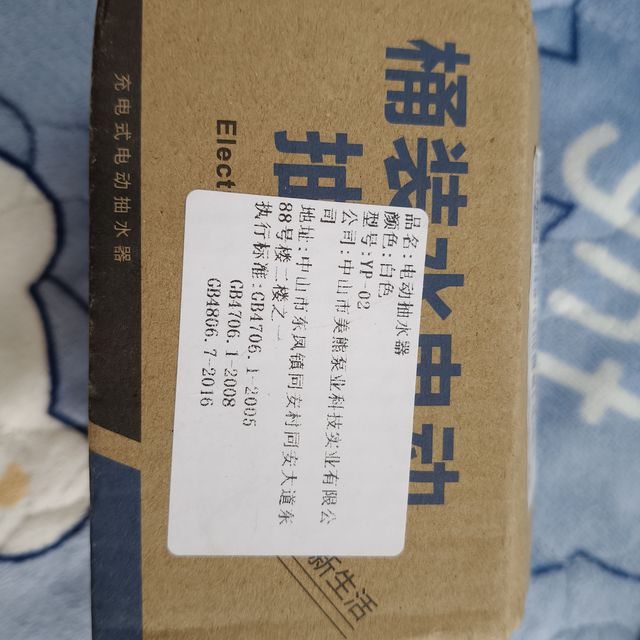 桶装水电动
抽
Elect
充电式电动抽水器
品名:电动抽水器
颜色:白色
型号:YP-02
公司:中山市美熊泵业科技实业有限公
司
地址:中山市东凤镇同安村同安大道东
88号楼二楼之一
执行标准:GB4706.1-2005
GB4706.1-2008
GB4806.7-2016
新生活